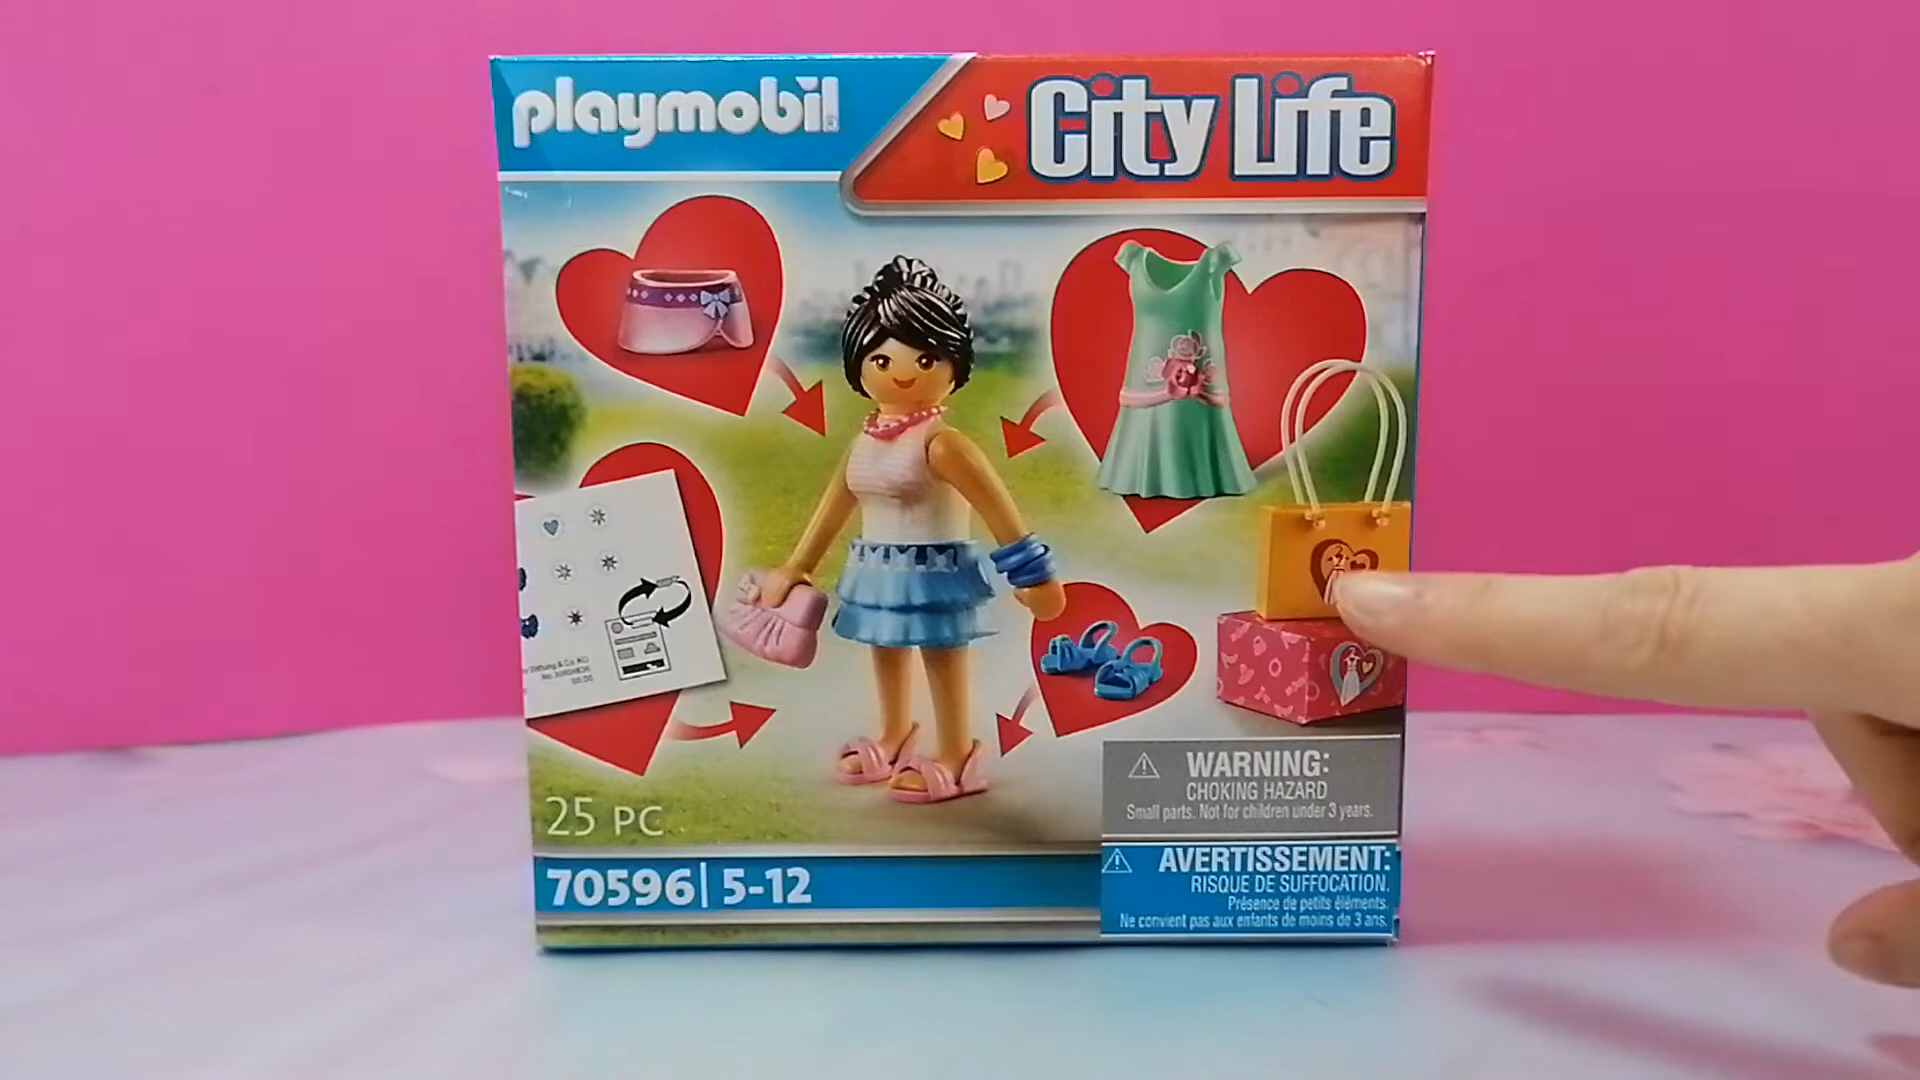 playmobil
City Life
25 PC
70596 | 5-12
WARNING:
CHOKING HAZARD
Small parts. Not for children under 3 years.
AVERTISSEMENT:
RISQUE DE SUFFOCATION.
Présence de petits éléments.
Ne convient pas aux enfants de moins de 3 ans.